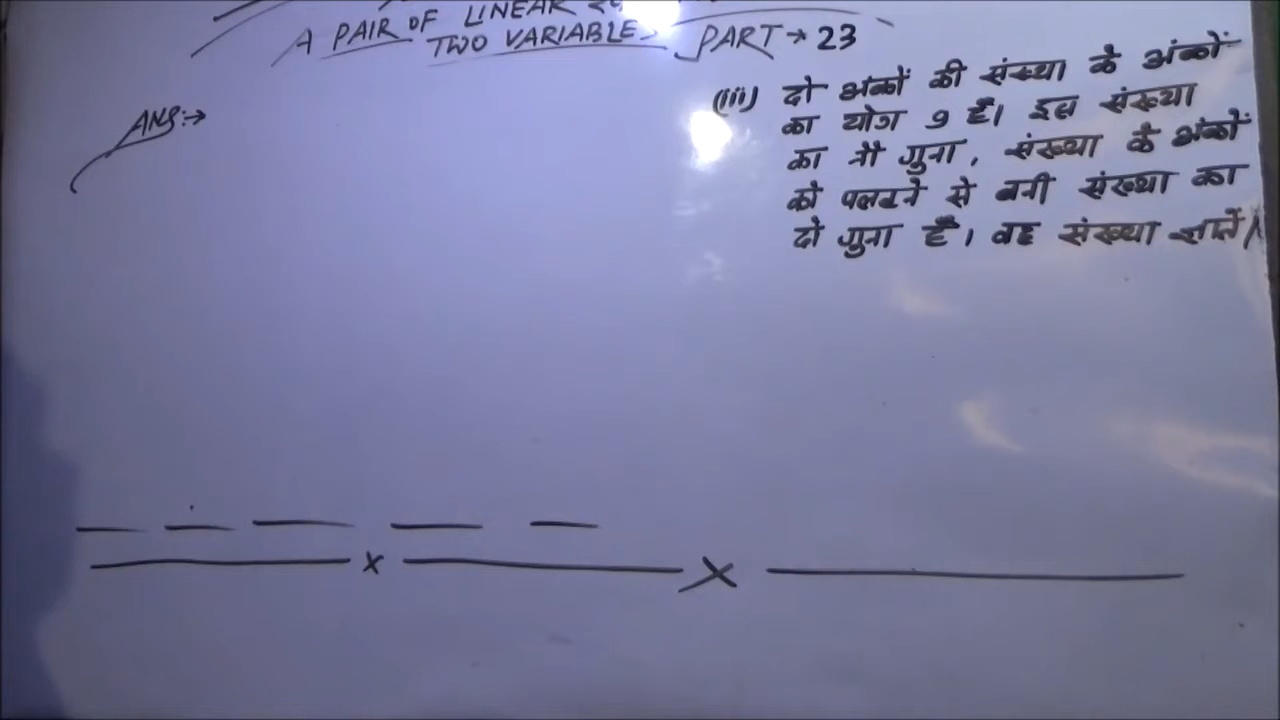 A PAIR OF LINEAR
TWO VARIABLE PART → 23
ANS:→
(iii) दो अंकों की संख्या के अंकों
का योग 9 है। इस संख्या
का नौ गुना, संख्या के अंकों
को पलटने से बनी संख्या का
दो गुना है। वह संख्या